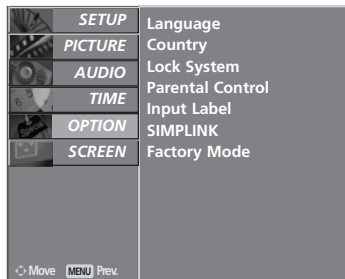 SETUP
PICTURE
AUDIO
TIME
OPTION
SCREEN
Language
Country
Lock System
Parental Control
Input Label
SIMPLINK
Factory Mode
Move MENU Prev.